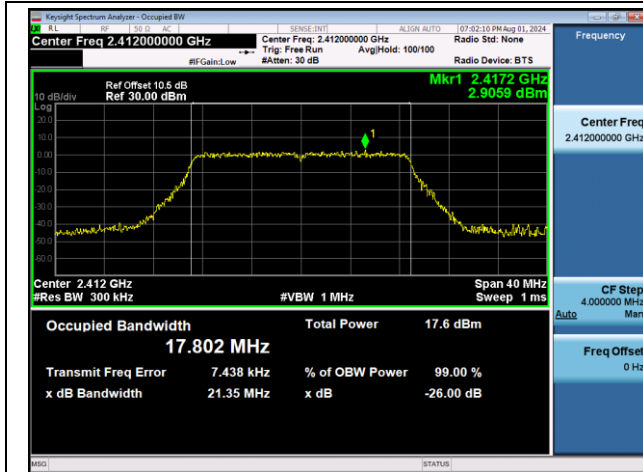 Keysight Spectrum Analyzer - Occupied BW
RL RF 50 Ω AC SENSE:INT ALIGN AUTO 07:02:10 PM Aug 01, 2024
Center Freq 2.412000000 GHz
Center Freq: 2.412000000 GHz
Radio Std: None
Trig: Free Run Avg|Hold: 100/100
#IFGain:Low #Atten: 30 dB Radio Device: BTS
Mkr1 2.4172 GHz
2.9059 dBm
Ref Offset 10.5 dB
10 dB/div Ref 30.00 dBm
Log
20.0
10.0
0.00
-10.0
-20.0
-30.0
-40.0
-50.0
-60.0
1
Center 2.412 GHz Span 40 MHz
#Res BW 300 kHz #VBW 1 MHz Sweep 1 ms
Occupied Bandwidth Total Power 17.6 dBm
17.802 MHz
Transmit Freq Error 7.438 kHz % of OBW Power 99.00 %
x dB Bandwidth 21.35 MHz x dB -26.00 dB
MSG STATUS
Frequency
Center Freq
2.412000000 GHz
CF Step
4.000000 MHz
Auto Man
Freq Offset
0 Hz